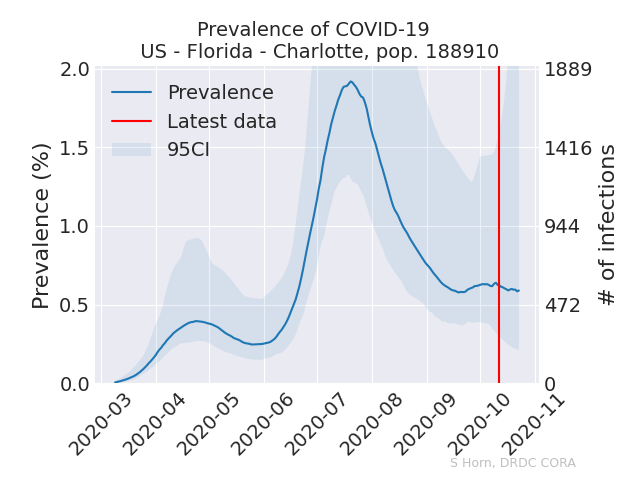 Prevalence of COVID-19
US - Florida - Charlotte, pop. 188910
Prevalence
Latest data
95CI
Prevalence (%)
2.0
1.5
1.0
0.5
0.0
1889
1416
944
472
0
# of infections
2020-03
2020-04
2020-05
2020-06
2020-07
2020-08
2020-09
2020-10
2020-11
S Horn, DRDC CORA